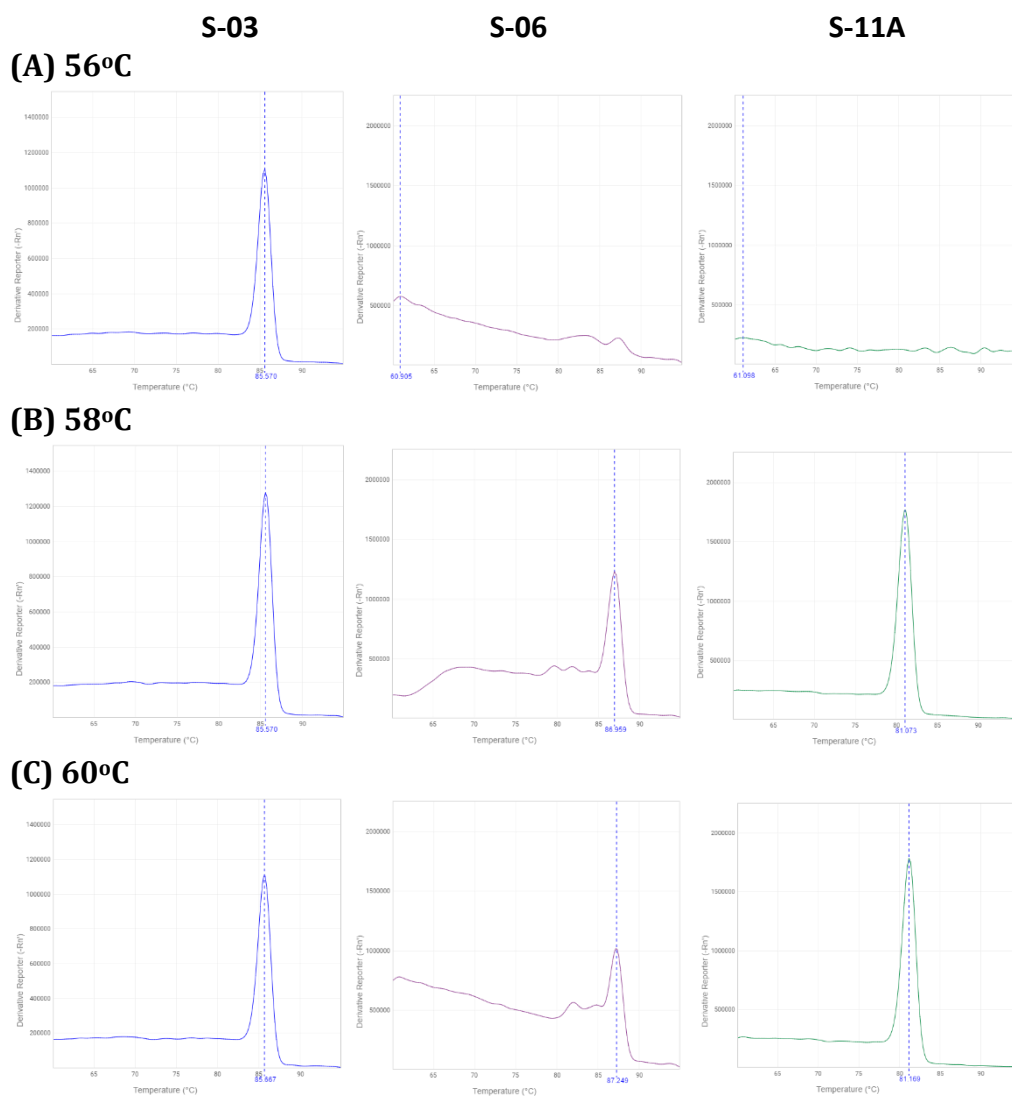 S-03 S-06 S-11A
(A) 56°C
Derivative Reporter (-Rn')
1400000
1200000
1000000
800000
600000
400000
200000
65 70 75 80 85 90
85.570
Temperature (°C)
Derivative Reporter (-Rn')
2000000
1500000
1000000
500000
65 70 75 80 85 90
60.905
Temperature (°C)
Derivative Reporter (-Rn')
2000000
1500000
1000000
500000
65 70 75 80 85 90
61.098
Temperature (°C)
(B) 58°C
Derivative Reporter (-Rn')
1400000
1200000
1000000
800000
600000
400000
200000
65 70 75 80 85 90
85.570
Temperature (°C)
Derivative Reporter (-Rn')
2000000
1500000
1000000
500000
65 70 75 80 85 90
86.959
Temperature (°C)
Derivative Reporter (-Rn')
2000000
1500000
1000000
500000
65 70 75 80 85 90
81.073
Temperature (°C)
(C) 60°C
Derivative Reporter (-Rn')
1400000
1200000
1000000
800000
600000
400000
200000
65 70 75 80 85 90
85.667
Temperature (°C)
Derivative Reporter (-Rn')
2000000
1500000
1000000
500000
65 70 75 80 85 90
87.249
Temperature (°C)
Derivative Reporter (-Rn')
2000000
1500000
1000000
500000
65 70 75 80 85 90
81.169
Temperature (°C)